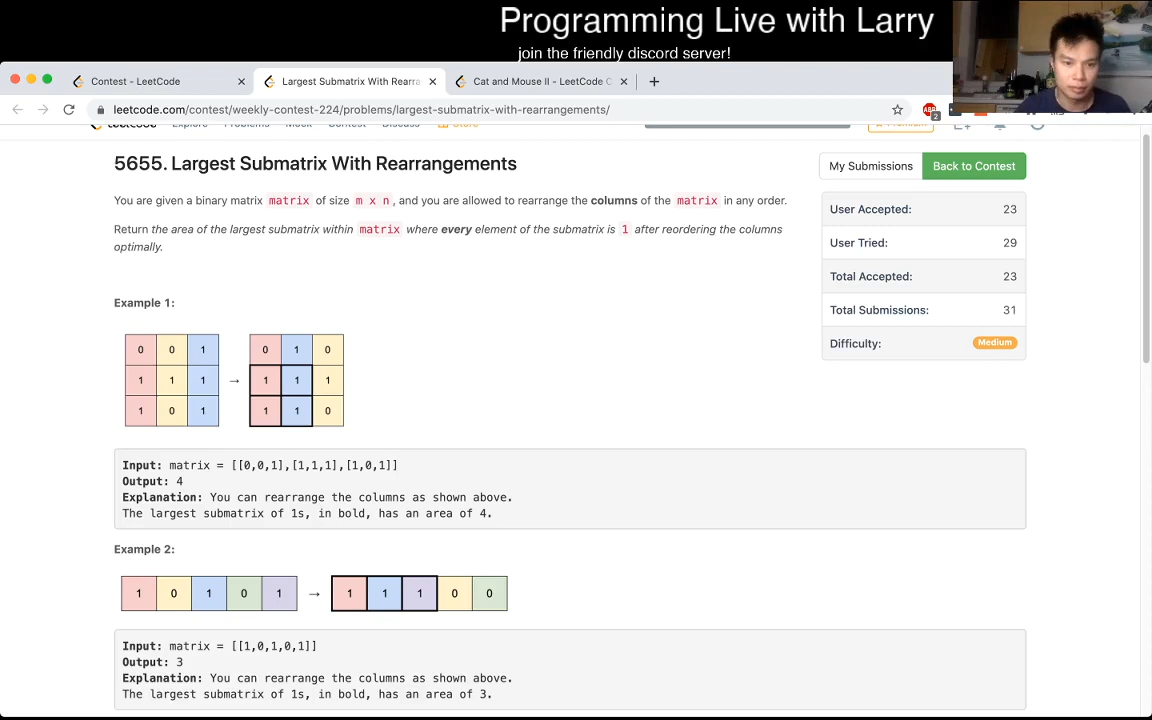 Programming Live with Larry
join the friendly discord server!
Contest - LeetCode
Largest Submatrix With Rearra
Cat and Mouse II - LeetCode C
leetcode.com/contest/weekly-contest-224/problems/largest-submatrix-with-rearrangements/
2
5655. Largest Submatrix With Rearrangements
My Submissions
Back to Contest
You are given a binary matrix matrix of size m x n , and you are allowed to rearrange the columns of the matrix in any order.
Return the area of the largest submatrix within matrix where every element of the submatrix is 1 after reordering the columns
optimally.
User Accepted: 23
User Tried: 29
Total Accepted: 23
Total Submissions: 31
Difficulty: Medium
Example 1:
0 0 1 0 1 0
1 1 1 → 1 1 1
1 0 1 1 1 0
Input: matrix = [[0,0,1],[1,1,1],[1,0,1]]
Output: 4
Explanation: You can rearrange the columns as shown above.
The largest submatrix of 1s, in bold, has an area of 4.
Example 2:
1 0 1 0 1 → 1 1 1 0 0
Input: matrix = [[1,0,1,0,1]]
Output: 3
Explanation: You can rearrange the columns as shown above.
The largest submatrix of 1s, in bold, has an area of 3.